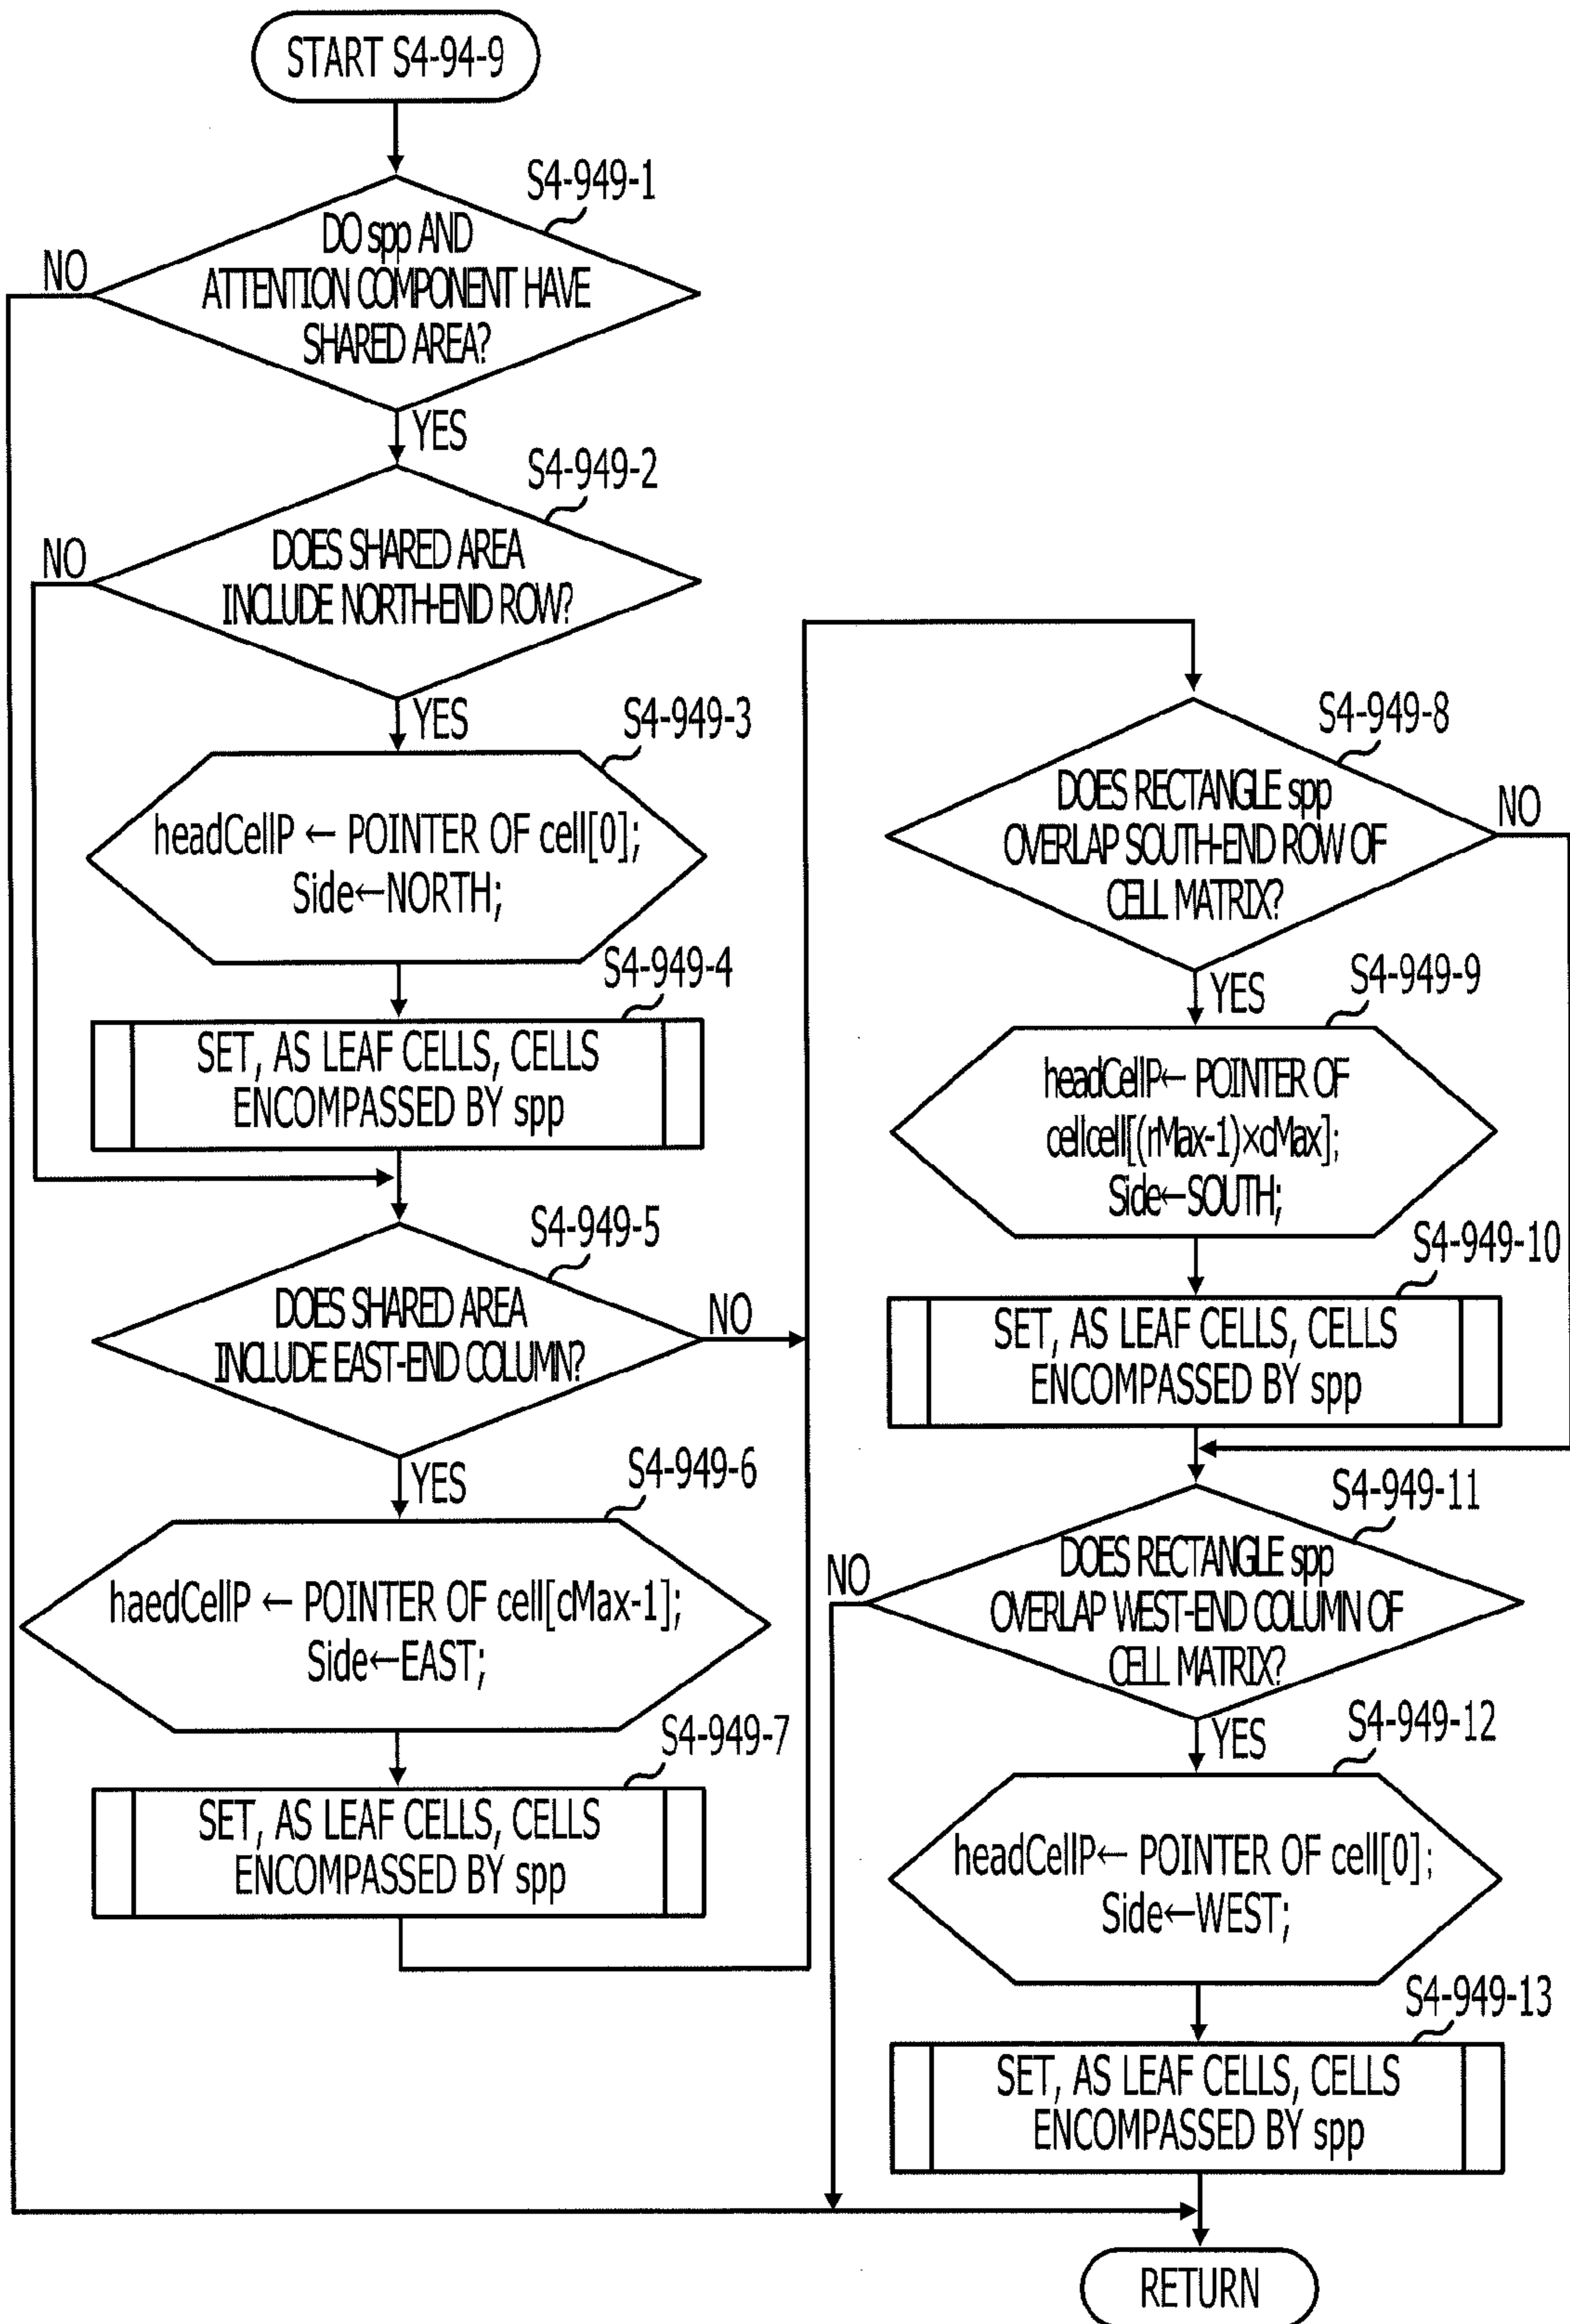 START S4-94-9
S4-949-1
DO spp AND
ATTENTION COMPONENT HAVE
SHARED AREA?
NO
YES
S4-949-2
DOES SHARED AREA
INCLUDE NORTH-END ROW?
NO
YES
S4-949-3
headCellP ← POINTER OF cell[0];
Side←NORTH;
S4-949-4
SET, AS LEAF CELLS, CELLS
ENCOMPASSED BY spp
S4-949-5
DOES SHARED AREA
INCLUDE EAST-END COLUMN?
NO
YES
S4-949-6
haedCellP ← POINTER OF cell[cMax-1];
Side←EAST;
S4-949-7
SET, AS LEAF CELLS, CELLS
ENCOMPASSED BY spp
S4-949-8
DOES RECTANGLE spp
OVERLAP SOUTH-END ROW OF
CELL MATRIX?
NO
YES
S4-949-9
headCellP← POINTER OF
cellcell[(rMax-1)×cMax];
Side←SOUTH;
S4-949-10
SET, AS LEAF CELLS, CELLS
ENCOMPASSED BY spp
S4-949-11
DOES RECTANGLE spp
OVERLAP WEST-END COLUMN OF
CELL MATRIX?
NO
YES
S4-949-12
headCellP← POINTER OF cell[0];
Side←WEST;
S4-949-13
SET, AS LEAF CELLS, CELLS
ENCOMPASSED BY spp
RETURN